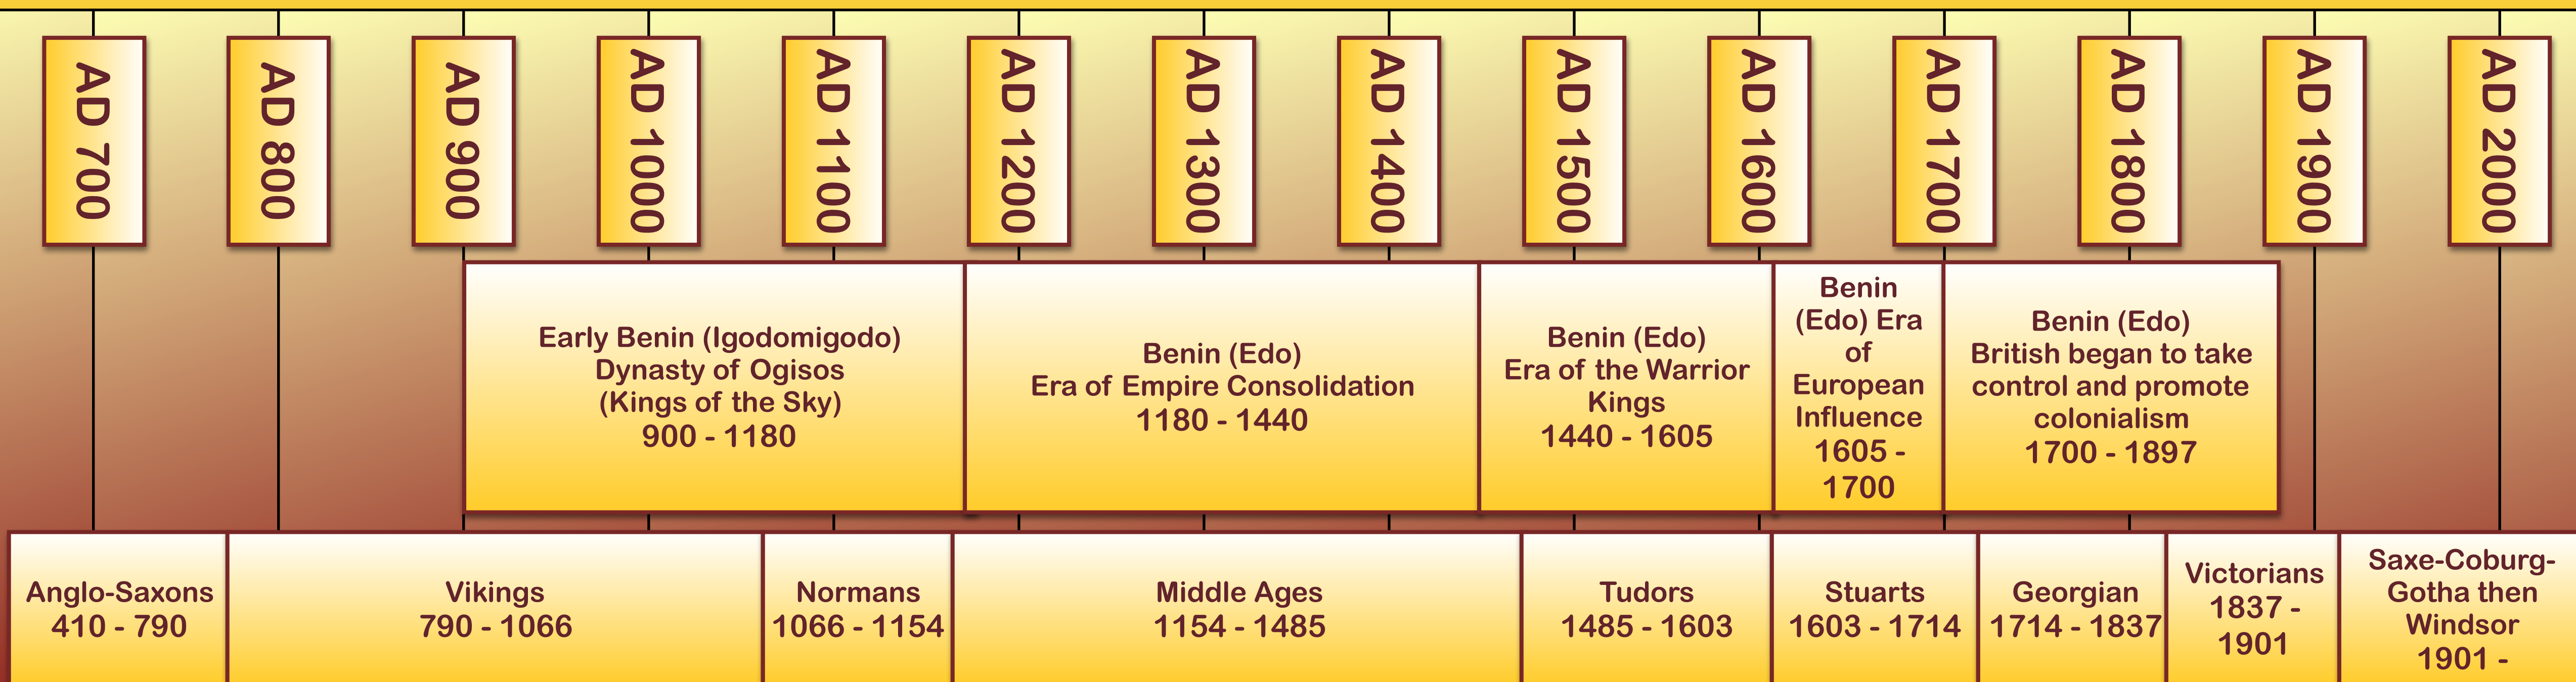 AD 700
AD 800
AD 900
AD 1000
AD 1100
AD 1200
AD 1300
AD 1400
AD 1500
AD 1600
AD 1700
AD 1800
AD 1900
AD 2000
Early Benin (Igodomigodo)
Dynasty of Ogisos
(Kings of the Sky)
900 - 1180
Benin (Edo)
Era of Empire Consolidation
1180 - 1440
Benin (Edo)
Era of the Warrior
Kings
1440 - 1605
Benin
(Edo) Era
of
European
Influence
1605 -
1700
Benin (Edo)
British began to take
control and promote
colonialism
1700 - 1897
Anglo-Saxons
410 - 790
Vikings
790 - 1066
Normans
1066 - 1154
Middle Ages
1154 - 1485
Tudors
1485 - 1603
Stuarts
1603 - 1714
Georgian
1714 - 1837
Victorians
1837 -
1901
Saxe-Coburg-
Gotha then
Windsor
1901 -